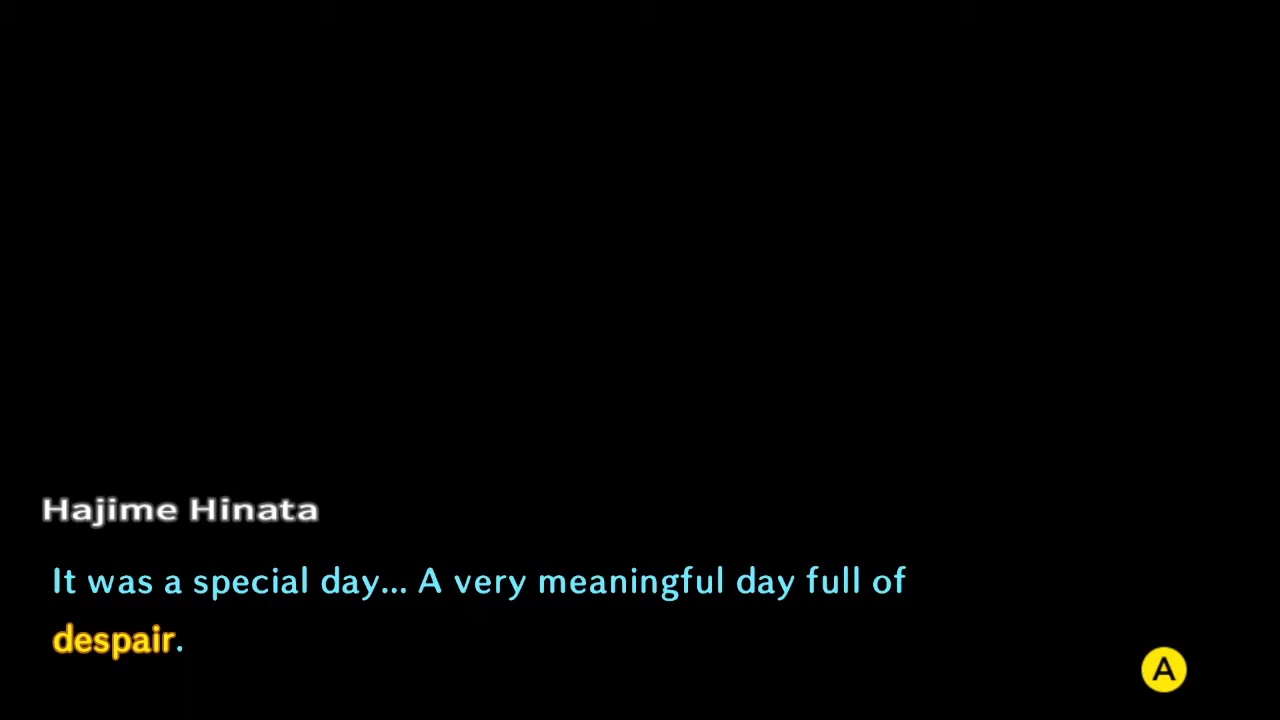 Hajime Hinata
It was a special day... A very meaningful day full of
despair.
A